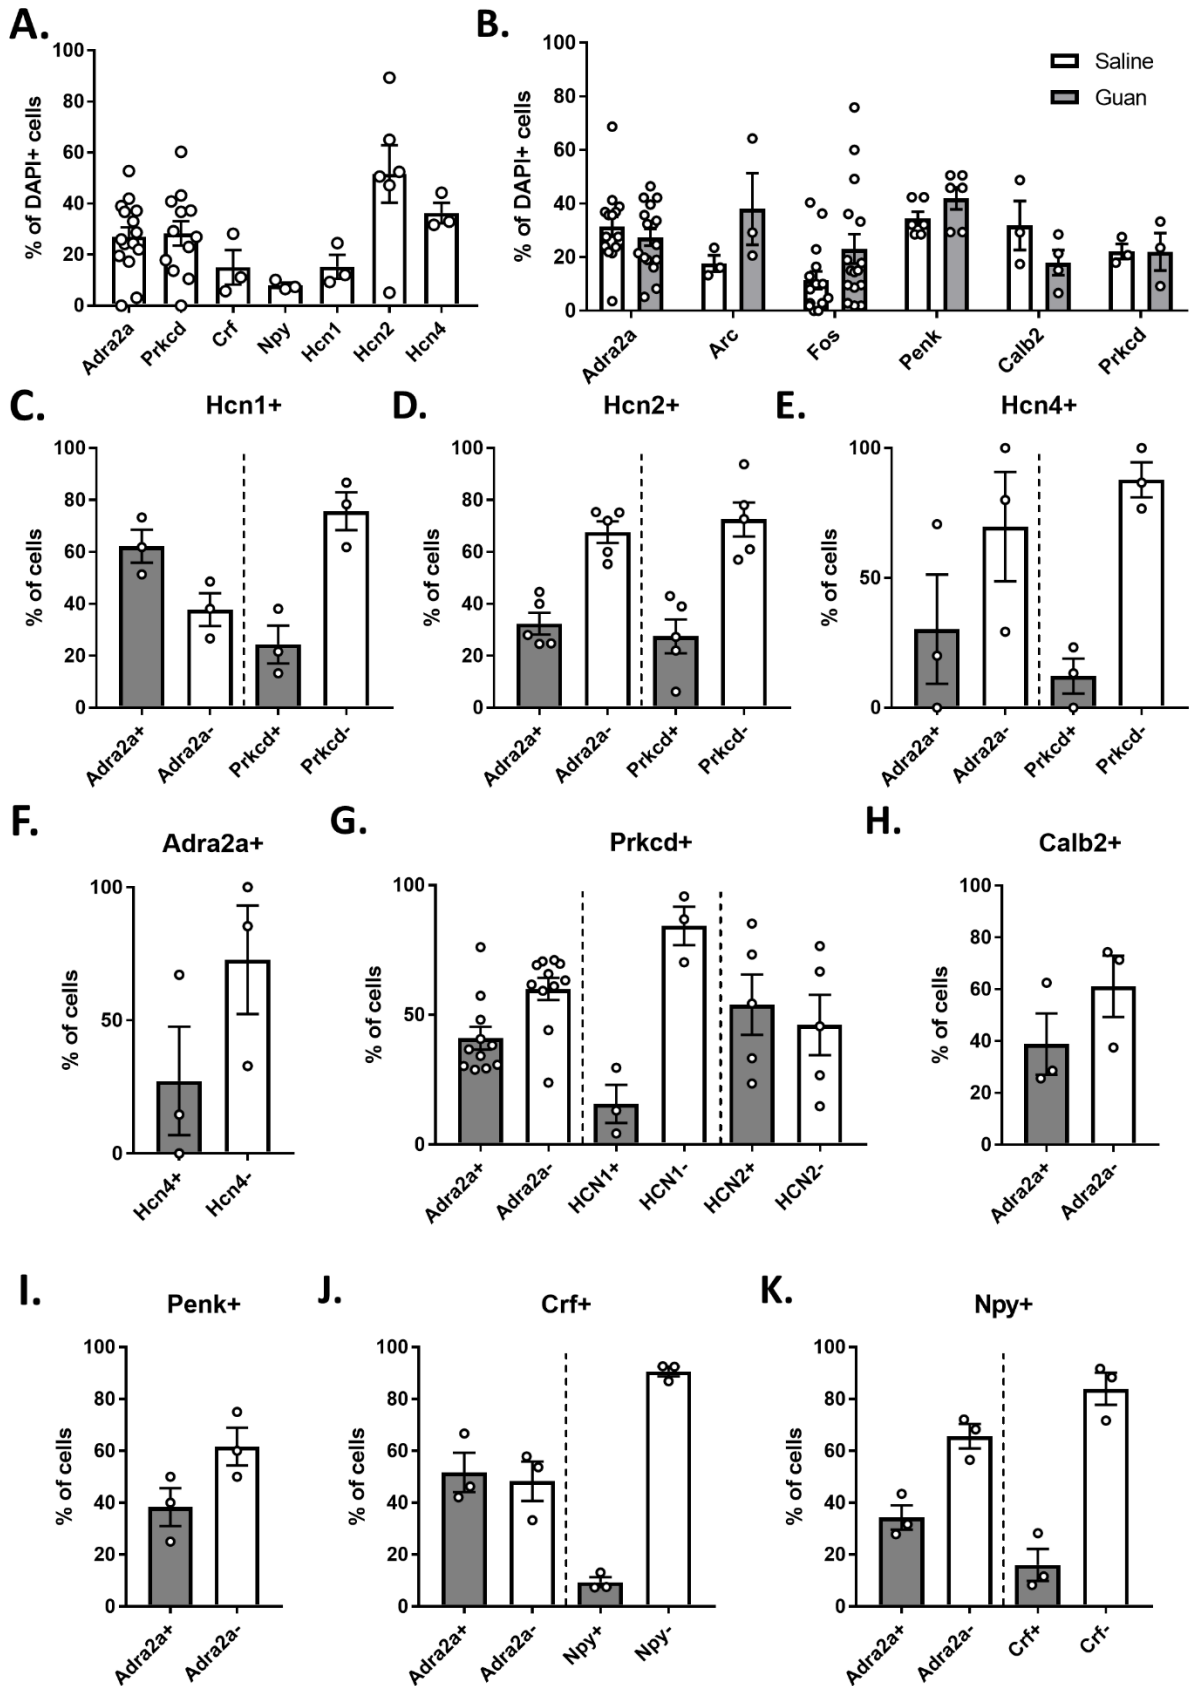 A.
% of DAPI+ cells
100
80
60
40
20
0
Adra2a
Prkcd
Crf
Npy
Hcn1
Hcn2
Hcn4
B.
% of DAPI+ cells
100
80
60
40
20
0
Saline
Guan
Adra2a
Arc
Fos
Penk
Calb2
Prkcd
C.
Hcn1+
% of cells
100
80
60
40
20
0
Adra2a+
Adra2a-
Prkcd+
Prkcd-
D.
Hcn2+
% of cells
100
80
60
40
20
0
Adra2a+
Adra2a-
Prkcd+
Prkcd-
E.
Hcn4+
% of cells
100
50
0
Adra2a+
Adra2a-
Prkcd+
Prkcd-
F.
Adra2a+
% of cells
100
50
0
Hcn4+
Hcn4-
G.
Prkcd+
% of cells
100
50
0
Adra2a+
Adra2a-
HCN1+
HCN1-
HCN2+
HCN2-
H.
Calb2+
% of cells
100
80
60
40
20
0
Adra2a+
Adra2a-
I.
Penk+
% of cells
100
80
60
40
20
0
Adra2a+
Adra2a-
J.
Crf+
% of cells
100
80
60
40
20
0
Adra2a+
Adra2a-
Npy+
Npy-
K.
Npy+
% of cells
100
80
60
40
20
0
Adra2a+
Adra2a-
Crf+
Crf-